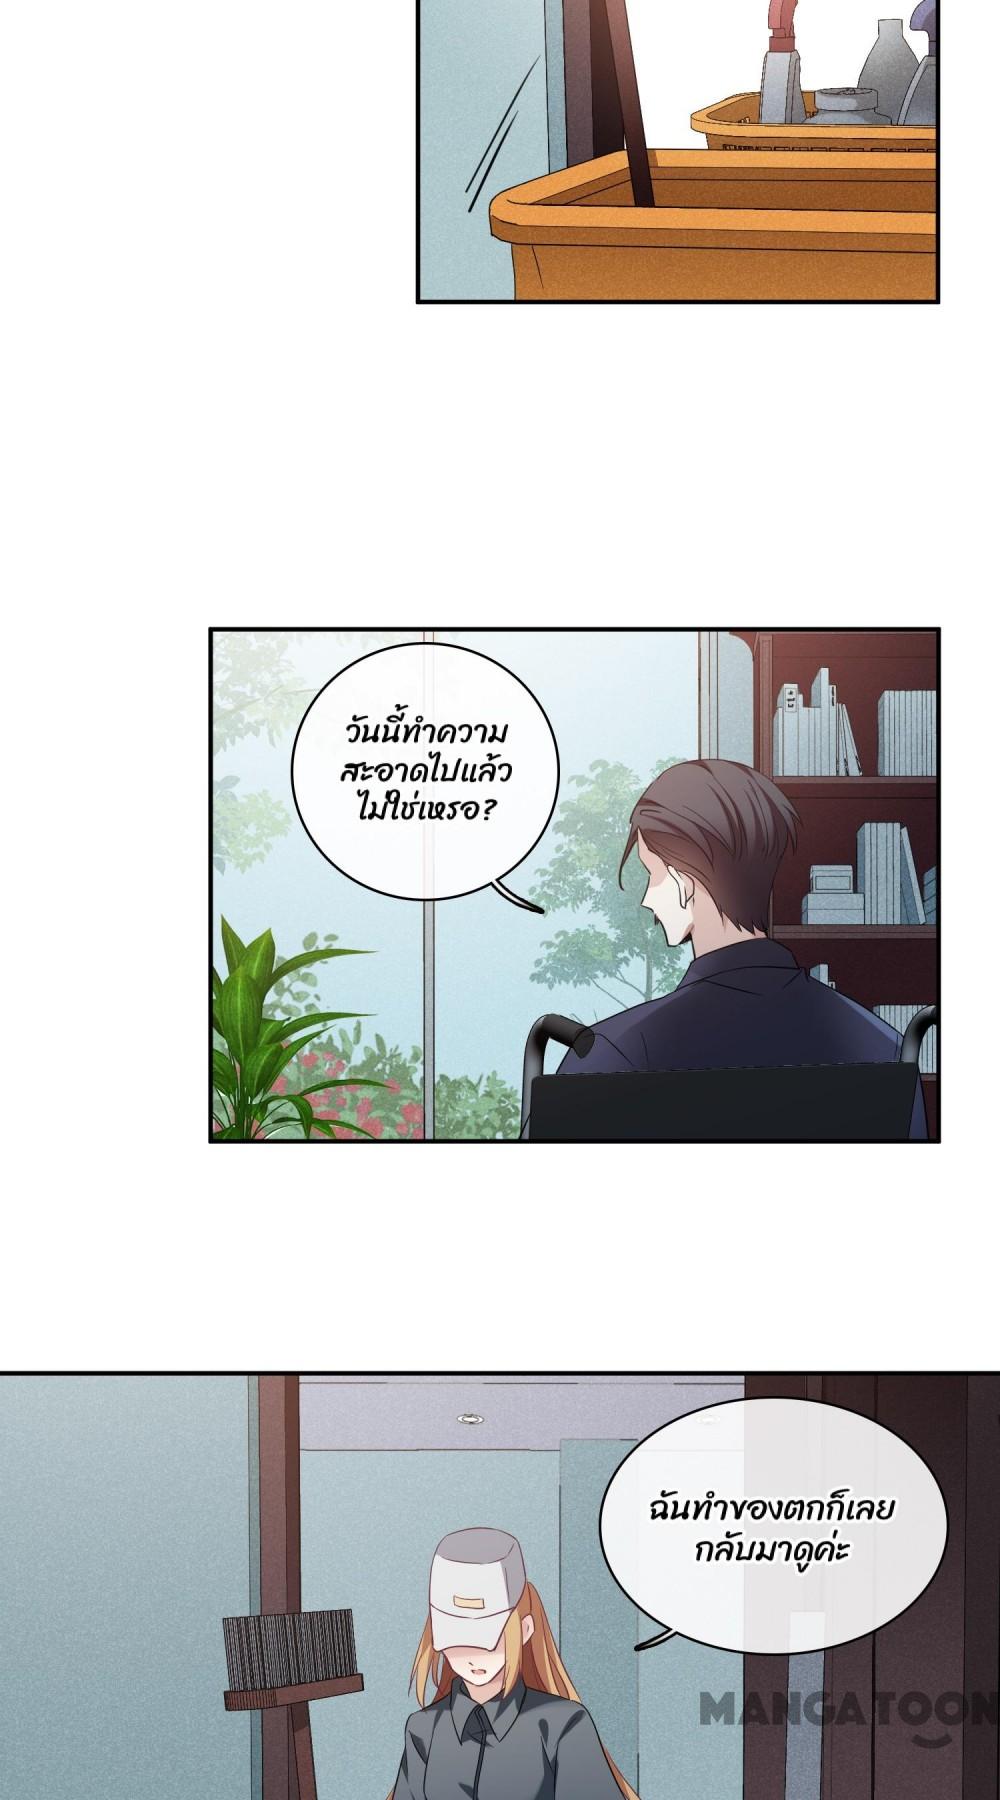 วันนี้ทำความ
สะอาดไปแล้ว
ไม่ใช่เหรอ?
ฉันทำของตกก็เลย
กลับมาดูค่ะ
MANGATOON